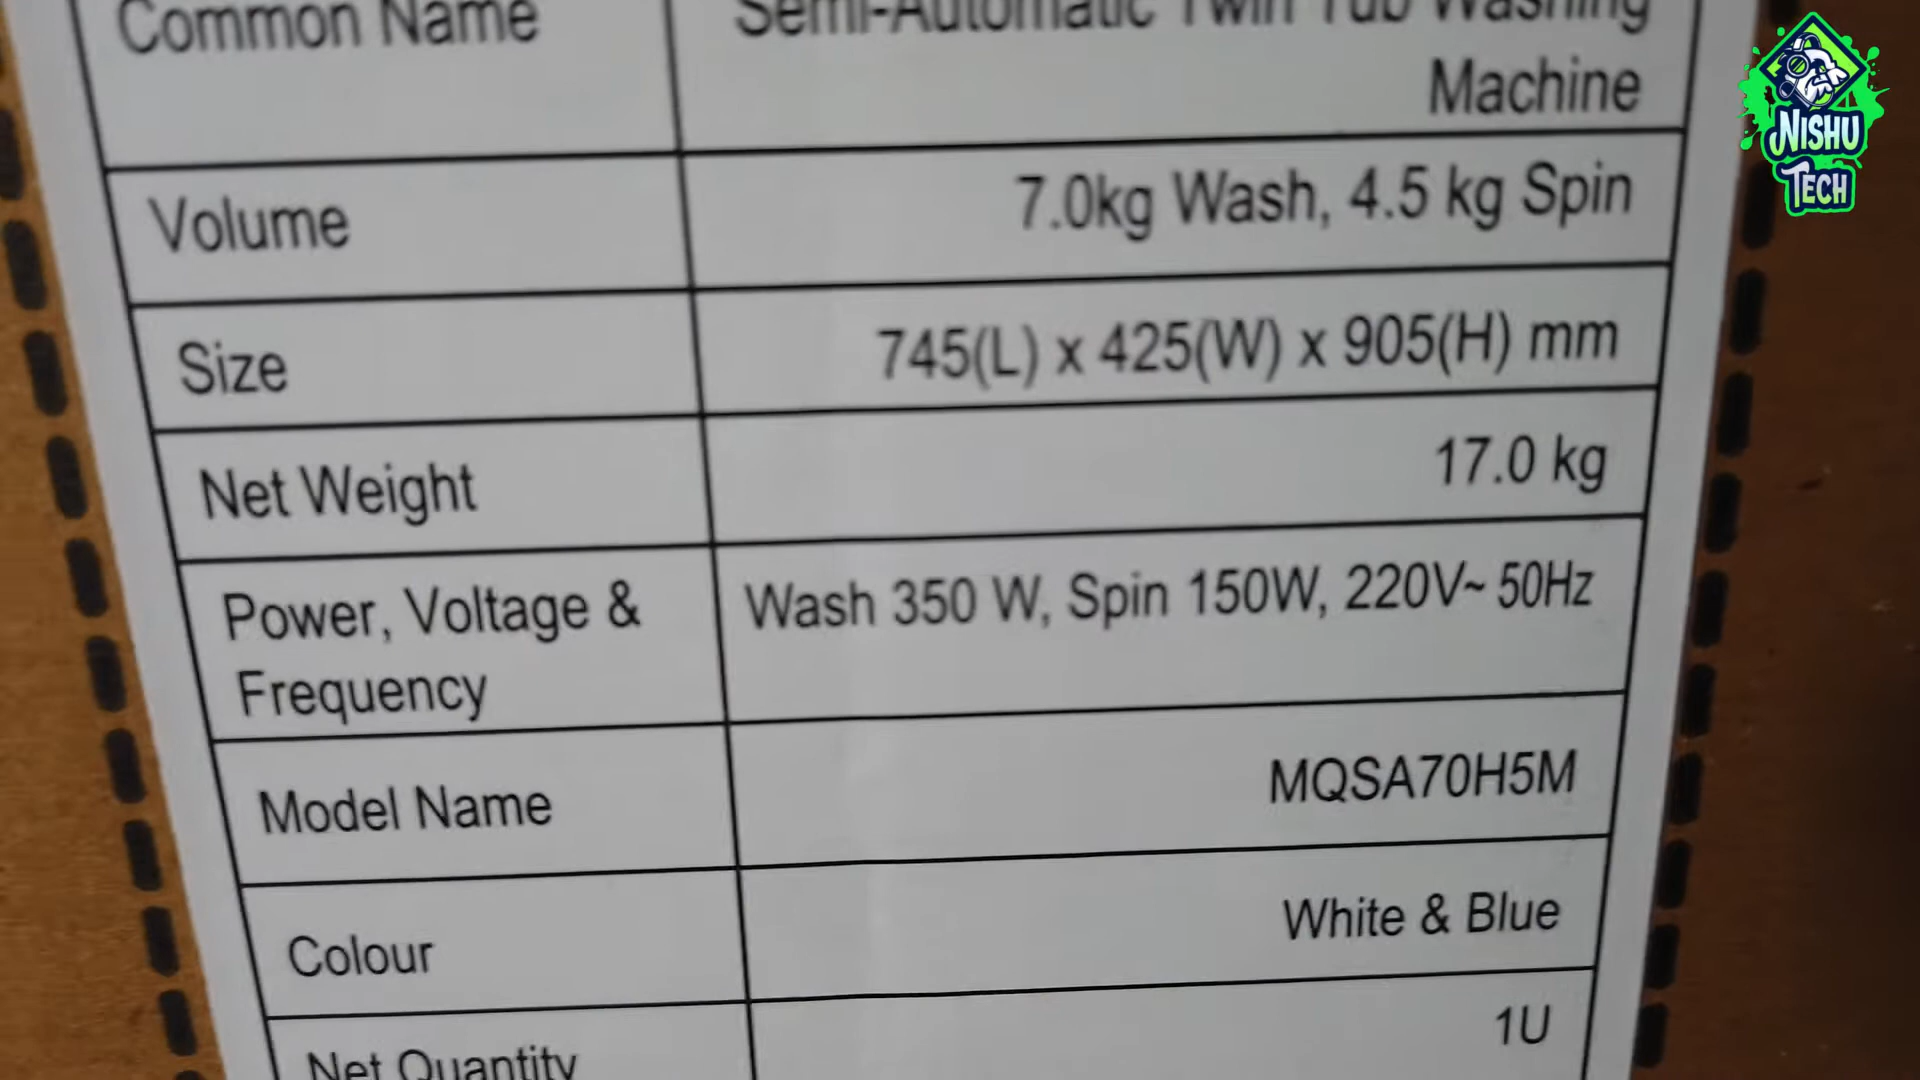 Common Name
Semi-Automatic Twin Tub Washing
Machine
Volume
7.0kg Wash, 4.5 kg Spin
Size
745(L) x 425(W) x 905(H) mm
Net Weight
17.0 kg
Power, Voltage &
Frequency
Wash 350 W, Spin 150W, 220V~ 50Hz
Model Name
MQSA70H5M
Colour
White & Blue
Net Quantity
1U
NISHU
TECH